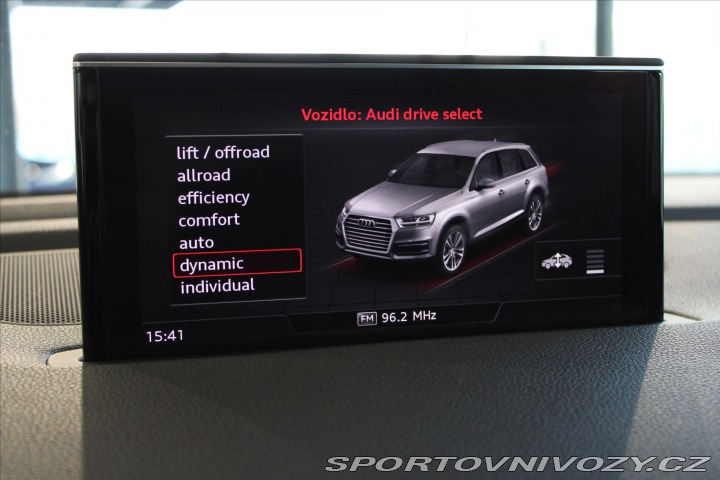 Vozidlo: Audi drive select
lift / offroad
allroad
efficiency
comfort
auto
dynamic
individual
FM 96.2 MHz
15:41
SPORTOVNIVOZY.CZ